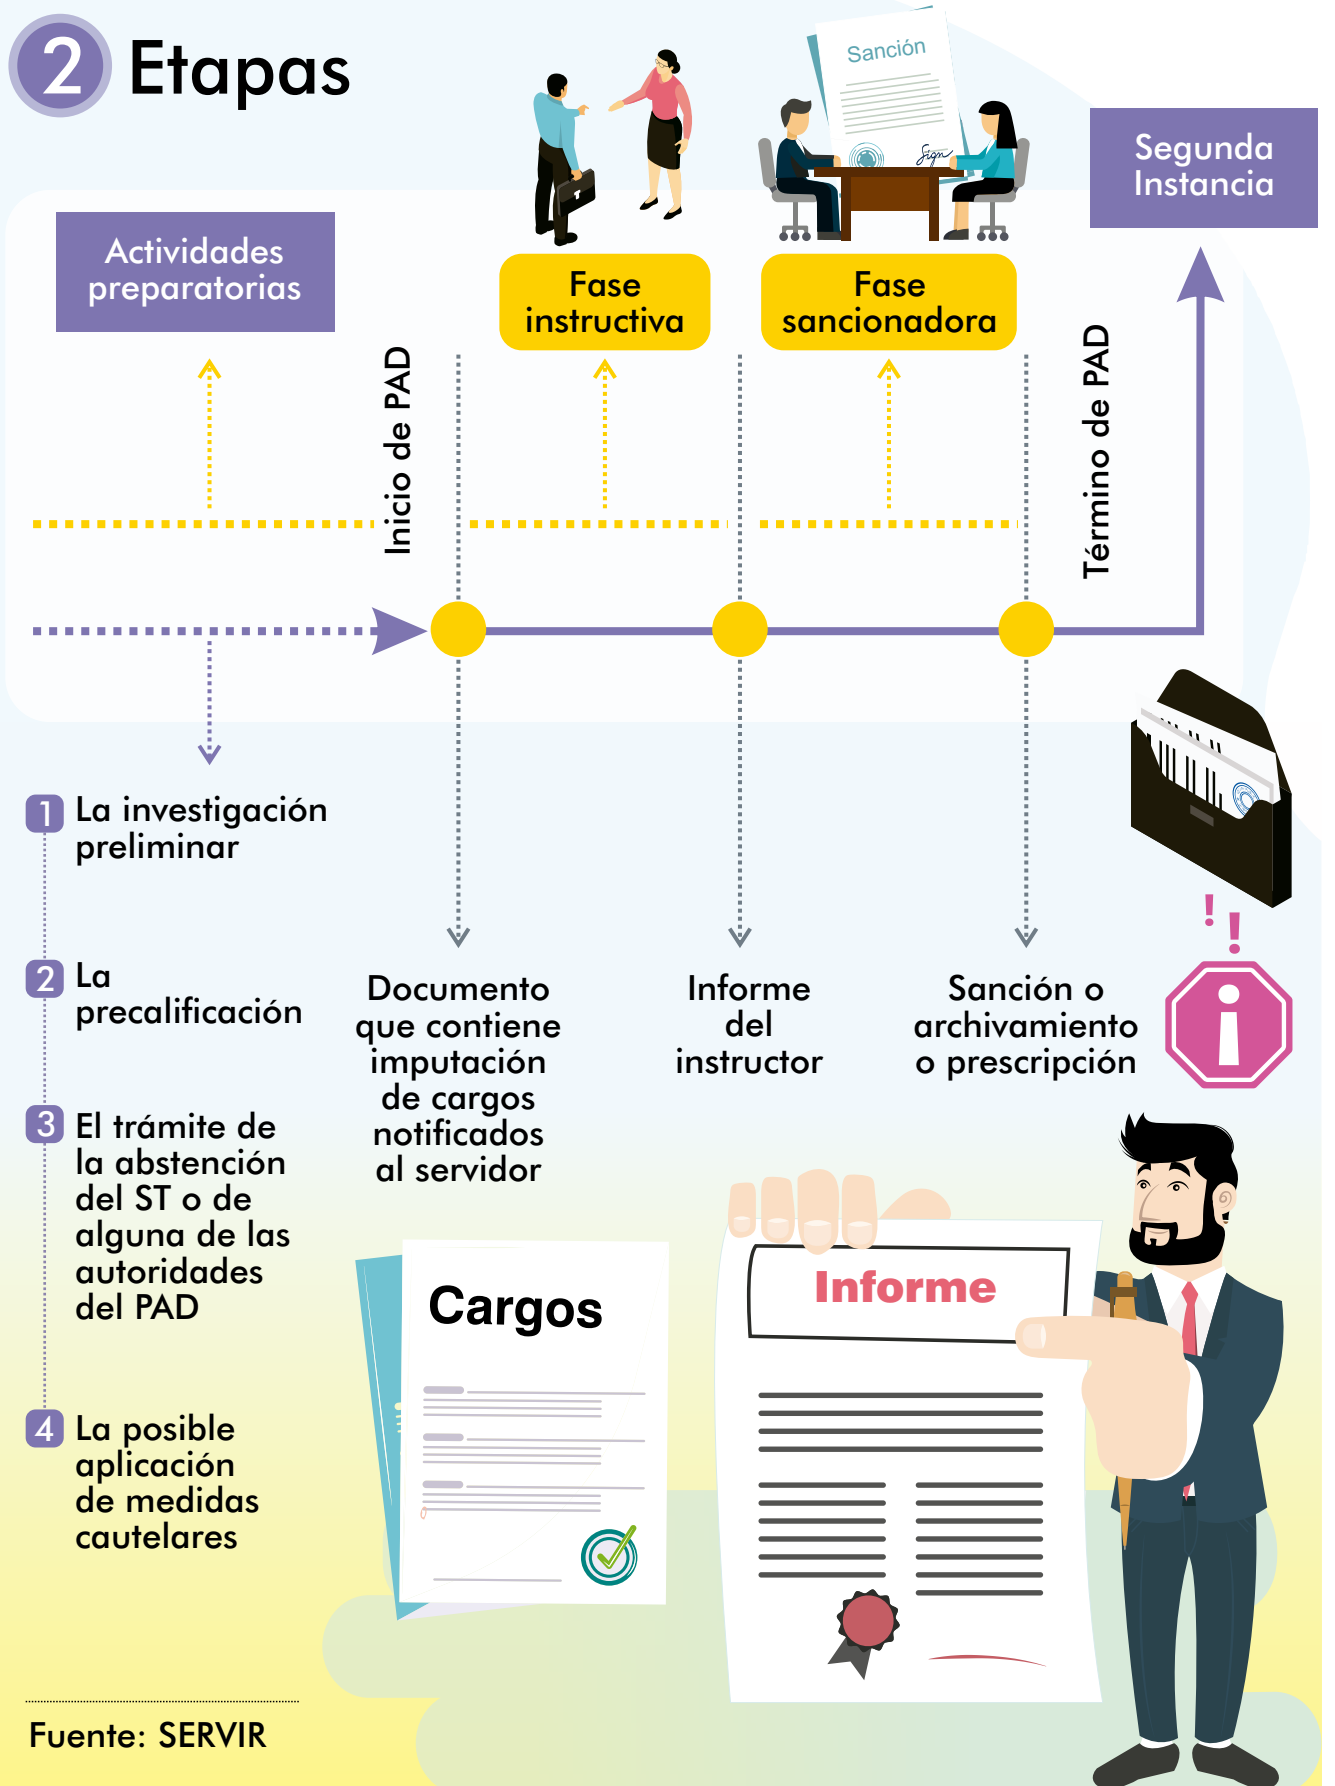 2 Etapas
Sanción
Sign
Segunda
Instancia
Actividades
preparatorias
Fase
instructiva
Fase
sancionadora
Inicio de PAD
Término de PAD
1 La investigación
preliminar
2 La
precalificación
3 El trámite de
la abstención
del ST o de
alguna de las
autoridades
del PAD
4 La posible
aplicación
de medidas
cautelares
Documento
que contiene
imputación
de cargos
notificados
al servidor
Informe
del
instructor
Sanción o
archivamiento
o prescripción
! !
i
Cargos
Informe
Fuente: SERVIR